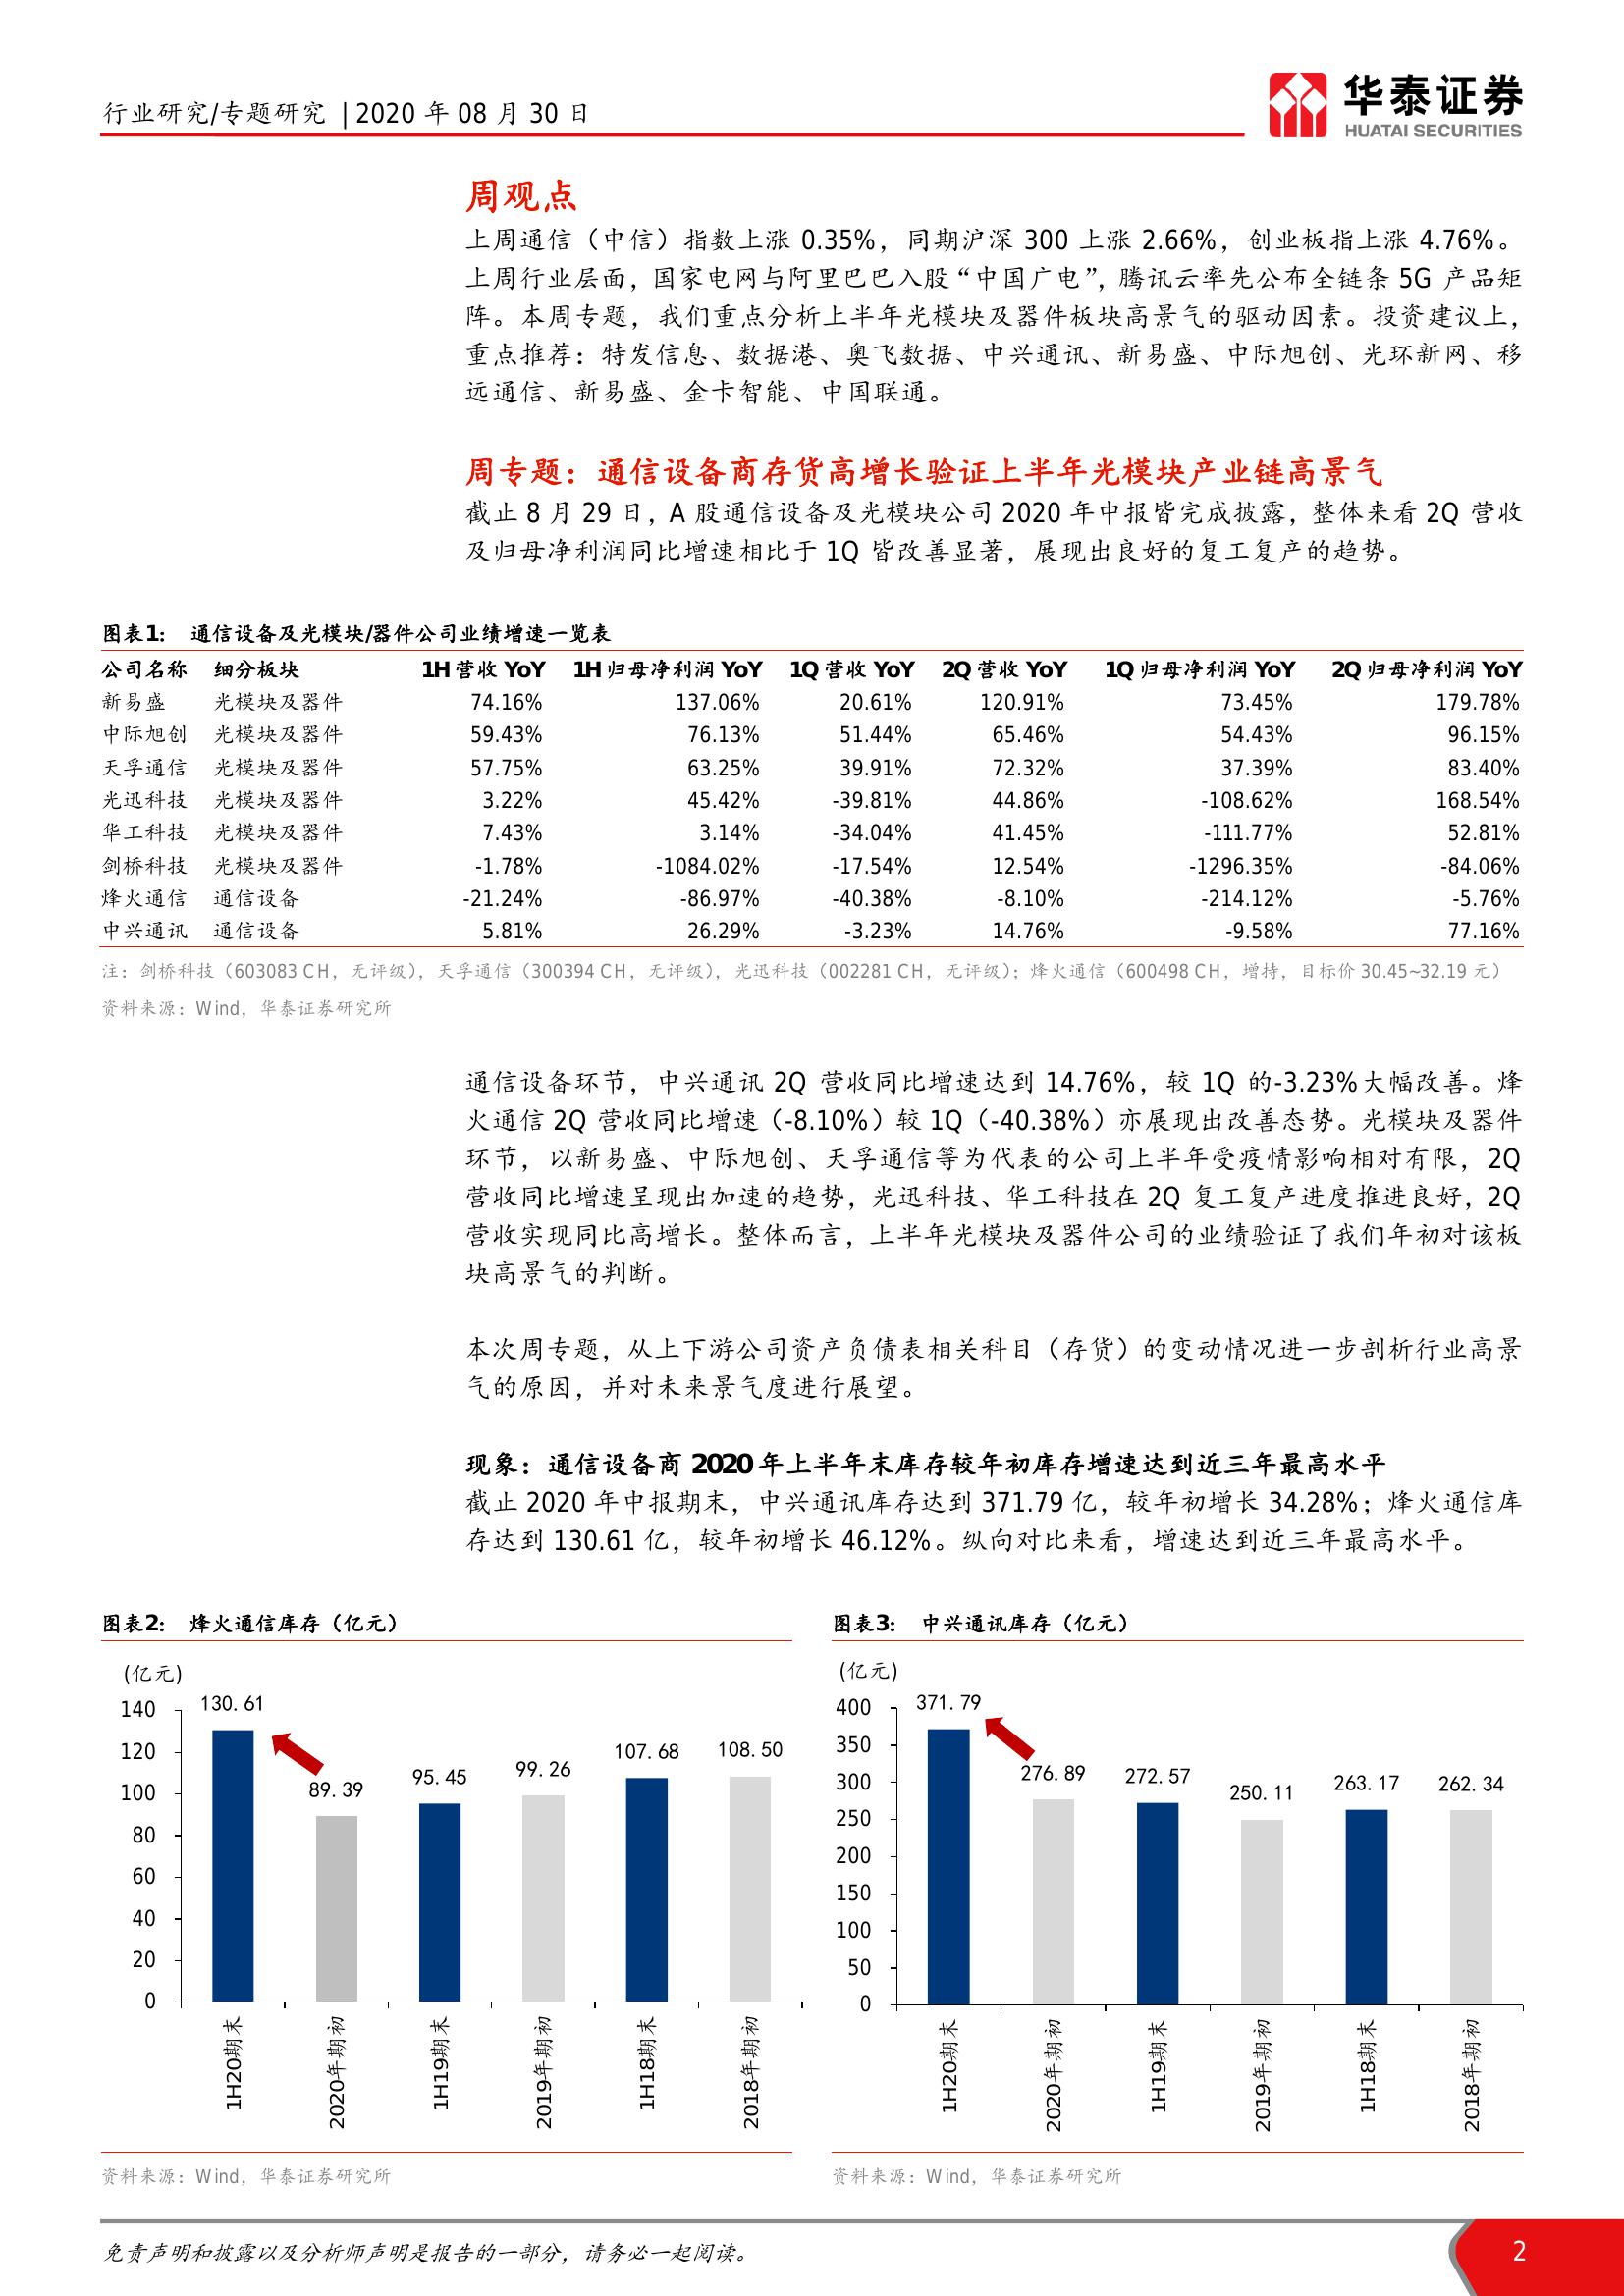 行业研究/专题研究 | 2020 年 08 月 30 日
华泰证券
HUATAI SECURITIES
周观点
上周通信（中信）指数上涨 0.35%，同期沪深 300 上涨 2.66%，创业板指上涨 4.76%。
上周行业层面，国家电网与阿里巴巴入股“中国广电”，腾讯云率先公布全链条 5G 产品矩
阵。本周专题，我们重点分析上半年光模块及器件板块高景气的驱动因素。投资建议上，
重点推荐：特发信息、数据港、奥飞数据、中兴通讯、新易盛、中际旭创、光环新网、移
远通信、新易盛、金卡智能、中国联通。
周专题：通信设备商存货高增长验证上半年光模块产业链高景气
截止 8 月 29 日，A 股通信设备及光模块公司 2020 年中报皆完成披露，整体来看 2Q 营收
及归母净利润同比增速相比于 1Q 皆改善显著，展现出良好的复工复产的趋势。
图表1： 通信设备及光模块/器件公司业绩增速一览表
公司名称 细分板块 1H 营收 YoY 1H 归母净利润 YoY 1Q 营收 YoY 2Q 营收 YoY 1Q 归母净利润 YoY 2Q 归母净利润 YoY
新易盛 光模块及器件 74.16% 137.06% 20.61% 120.91% 73.45% 179.78%
中际旭创 光模块及器件 59.43% 76.13% 51.44% 65.46% 54.43% 96.15%
天孚通信 光模块及器件 57.75% 63.25% 39.91% 72.32% 37.39% 83.40%
光迅科技 光模块及器件 3.22% 45.42% -39.81% 44.86% -108.62% 168.54%
华工科技 光模块及器件 7.43% 3.14% -34.04% 41.45% -111.77% 52.81%
剑桥科技 光模块及器件 -1.78% -1084.02% -17.54% 12.54% -1296.35% -84.06%
烽火通信 通信设备 -21.24% -86.97% -40.38% -8.10% -214.12% -5.76%
中兴通讯 通信设备 5.81% 26.29% -3.23% 14.76% -9.58% 77.16%
注：剑桥科技（603083 CH，无评级），天孚通信（300394 CH，无评级），光迅科技（002281 CH，无评级）；烽火通信（600498 CH，增持，目标价 30.45~32.19 元）
资料来源：Wind，华泰证券研究所
通信设备环节，中兴通讯 2Q 营收同比增速达到 14.76%，较 1Q 的-3.23%大幅改善。烽
火通信 2Q 营收同比增速（-8.10%）较 1Q（-40.38%）亦展现出改善态势。光模块及器件
环节，以新易盛、中际旭创、天孚通信等为代表的公司上半年受疫情影响相对有限，2Q
营收同比增速呈现出加速的趋势，光迅科技、华工科技在 2Q 复工复产进度推进良好，2Q
营收实现同比高增长。整体而言，上半年光模块及器件公司的业绩验证了我们年初对该板
块高景气的判断。
本次周专题，从上下游公司资产负债表相关科目（存货）的变动情况进一步剖析行业高景
气的原因，并对未来景气度进行展望。
现象：通信设备商 2020 年上半年末库存较年初库存增速达到近三年最高水平
截止 2020 年中报期末，中兴通讯库存达到 371.79 亿，较年初增长 34.28%；烽火通信库
存达到 130.61 亿，较年初增长 46.12%。纵向对比来看，增速达到近三年最高水平。
图表2： 烽火通信库存（亿元）
(亿元)
140
120
100
80
60
40
20
0
130.61
89.39
95.45
99.26
107.68
108.50
1H20期末
2020年期初
1H19期末
2019年期初
1H18期末
2018年期初
资料来源：Wind，华泰证券研究所
图表3： 中兴通讯库存（亿元）
(亿元)
400
350
300
250
200
150
100
50
0
371.79
276.89
272.57
250.11
263.17
262.34
1H20期末
2020年期初
1H19期末
2019年期初
1H18期末
2018年期初
资料来源：Wind，华泰证券研究所
免责声明和披露以及分析师声明是报告的一部分，请务必一起阅读。
2